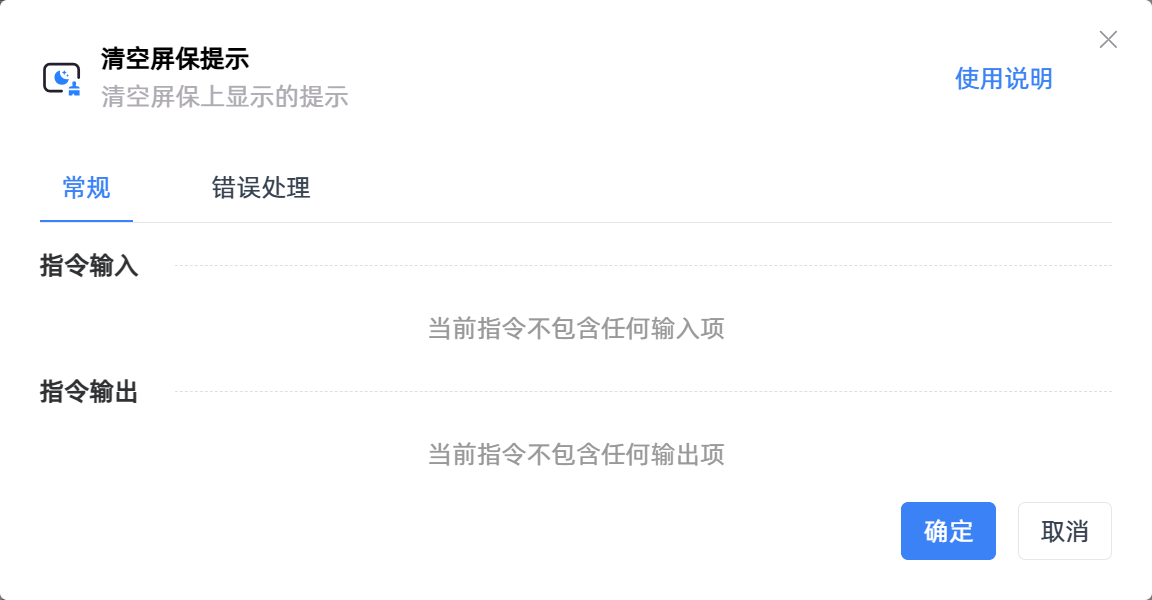 清空屏保提示
清空屏保上显示的提示
使用说明
常规
错误处理
指令输入
当前指令不包含任何输入项
指令输出
当前指令不包含任何输出项
确定
取消